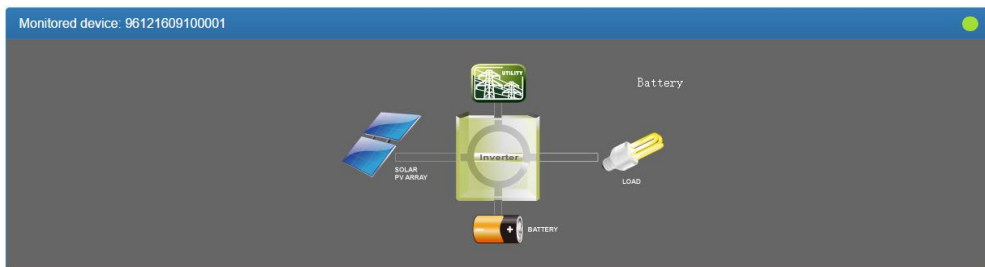 Monitored device: 96121609100001
UTILITY
Battery
Inverter
SOLAR
PV ARRAY
LOAD
BATTERY